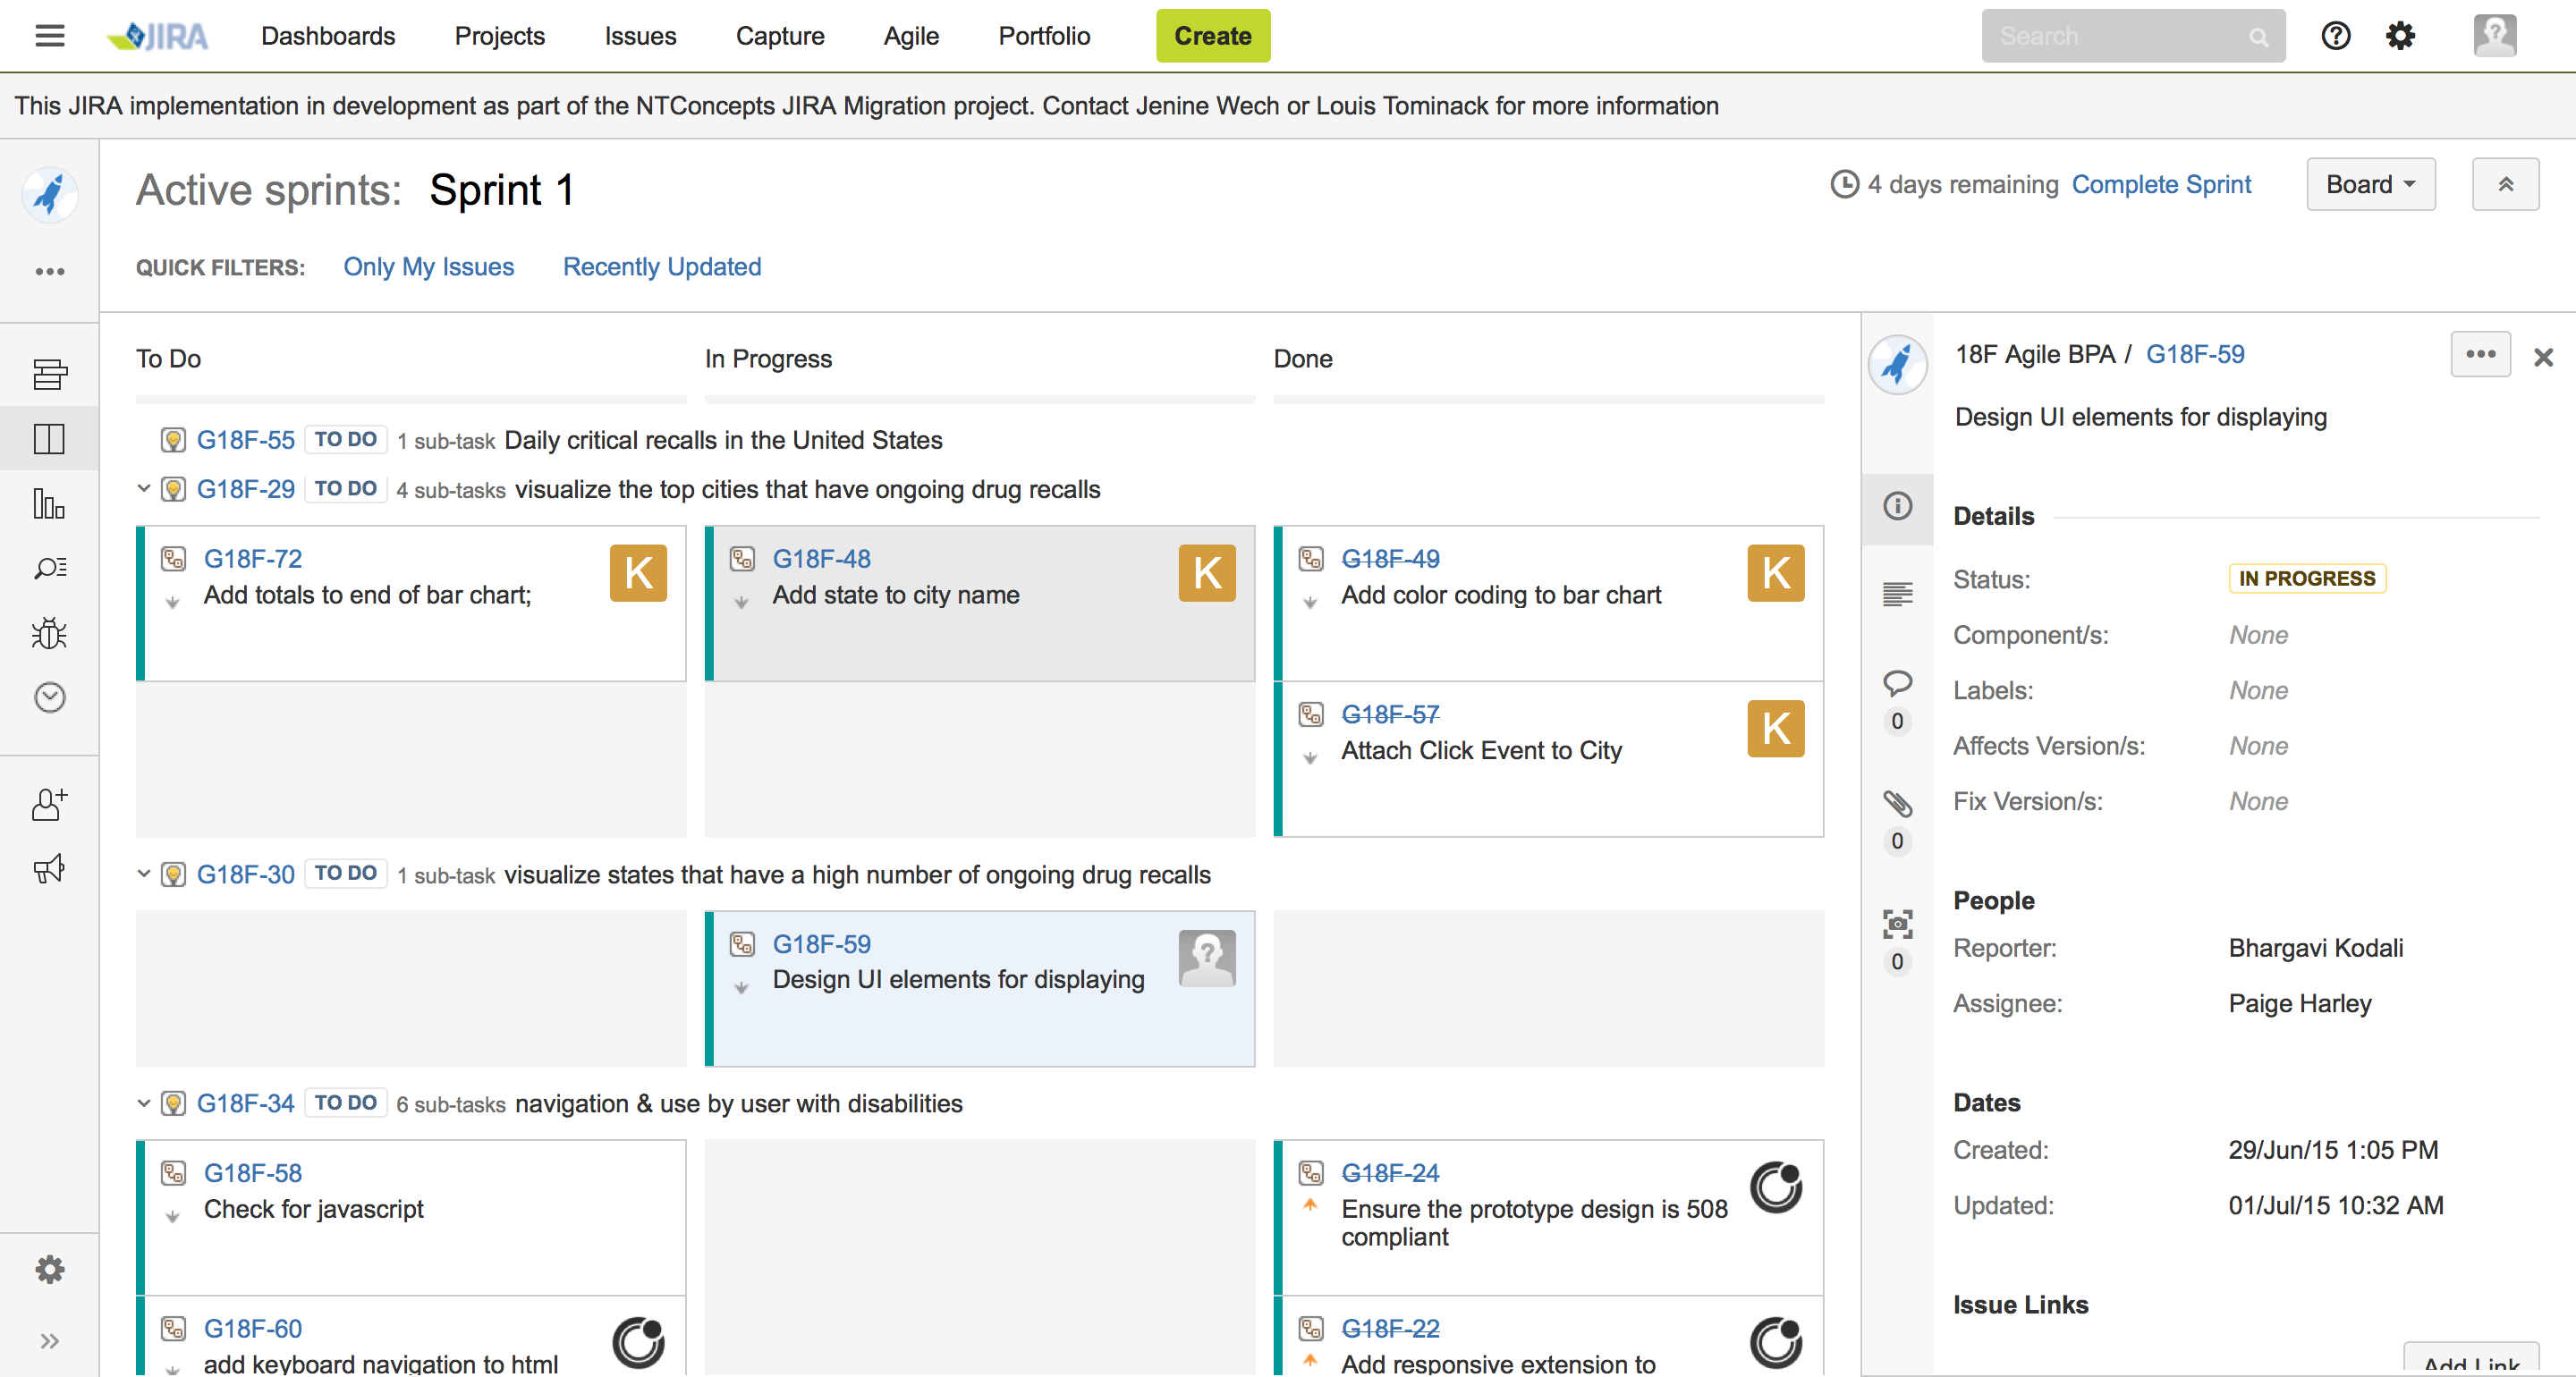 JIRA Dashboards Projects Issues Capture Agile Portfolio Create Search
This JIRA implementation in development as part of the NTConcepts JIRA Migration project. Contact Jenine Wech or Louis Tominack for more information
Active sprints: Sprint 1
4 days remaining Complete Sprint Board
QUICK FILTERS: Only My Issues Recently Updated
To Do In Progress Done
G18F-55 TO DO 1 sub-task Daily critical recalls in the United States
G18F-29 TO DO 4 sub-tasks visualize the top cities that have ongoing drug recalls
G18F-72
Add totals to end of bar chart;
K
G18F-48
Add state to city name
K
G18F-49
Add color coding to bar chart
K
G18F-57
Attach Click Event to City
K
G18F-30 TO DO 1 sub-task visualize states that have a high number of ongoing drug recalls
G18F-59
Design UI elements for displaying
?
G18F-34 TO DO 6 sub-tasks navigation & use by user with disabilities
G18F-58
Check for javascript
G18F-24
Ensure the prototype design is 508
compliant
G18F-60
add keyboard navigation to html
G18F-22
Add responsive extension to
18F Agile BPA / G18F-59
Design UI elements for displaying
0
0
0
Details
Status: IN PROGRESS
Component/s: None
Labels: None
Affects Version/s: None
Fix Version/s: None
People
Reporter: Bhargavi Kodali
Assignee: Paige Harley
Dates
Created: 29/Jun/15 1:05 PM
Updated: 01/Jul/15 10:32 AM
Issue Links
Add Link